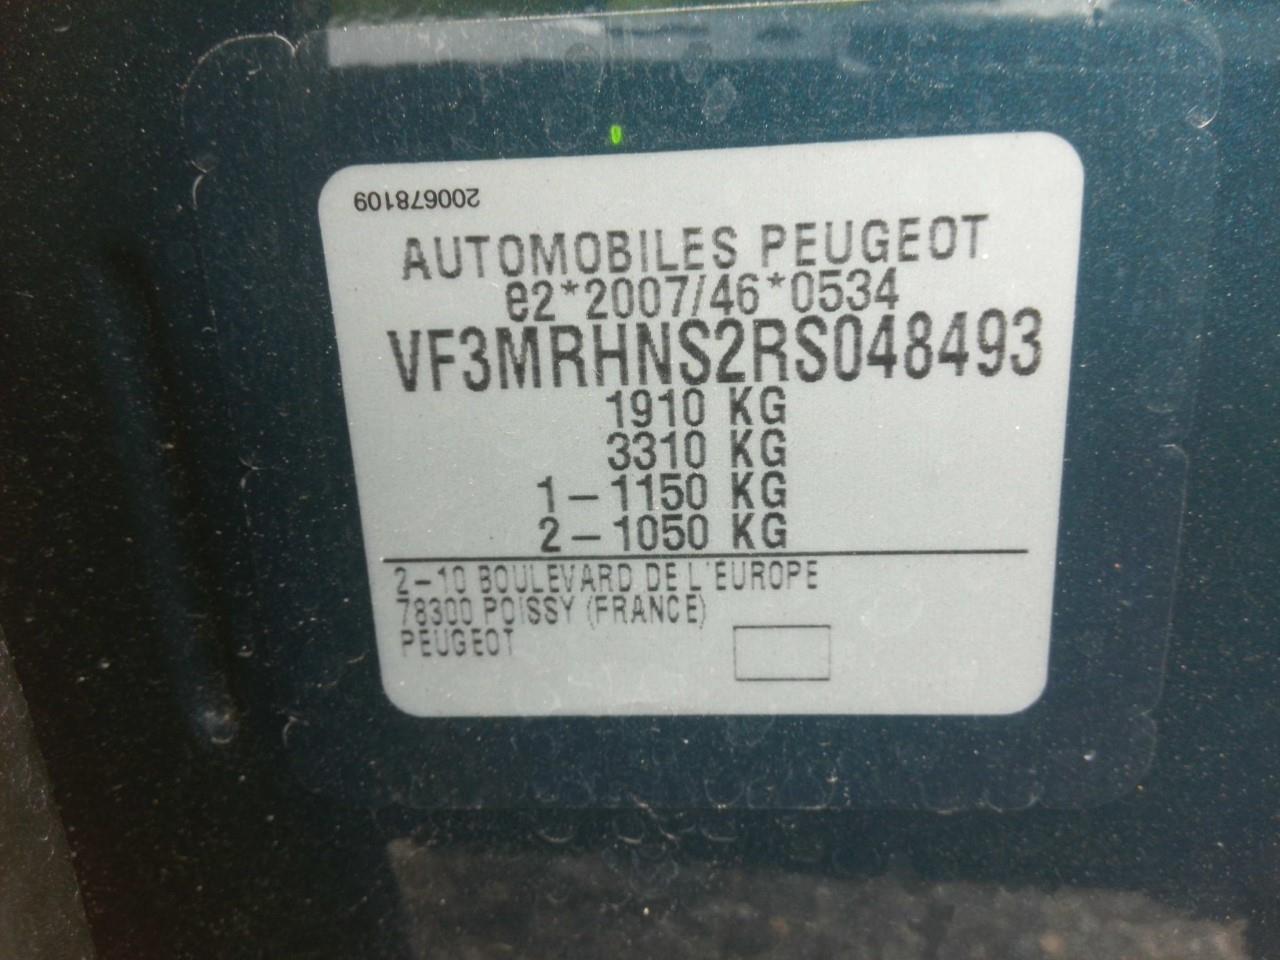 200678109
AUTOMOBILES PEUGEOT
e2*2007/46*0534
VF3MRHNS2RS048493
1910 KG
3310 KG
1-1150 KG
2-1050 KG
2-10 BOULEVARD DE L'EUROPE
78300 POISSY (FRANCE)
PEUGEOT